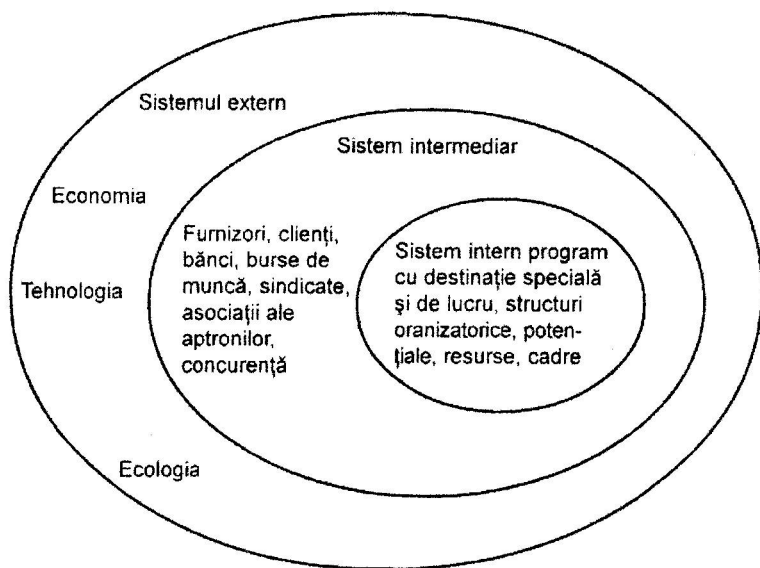 Sistemul extern
Sistem intermediar
Economia
Tehnologia
Ecologia
Furnizori, clienți,
bănci, burse de
muncă, sindicate,
asociații ale
aptronilor,
concurență
Sistem intern program
cu destinație specială
și de lucru, structuri
oranizatorice, poten-
țiale, resurse, cadre